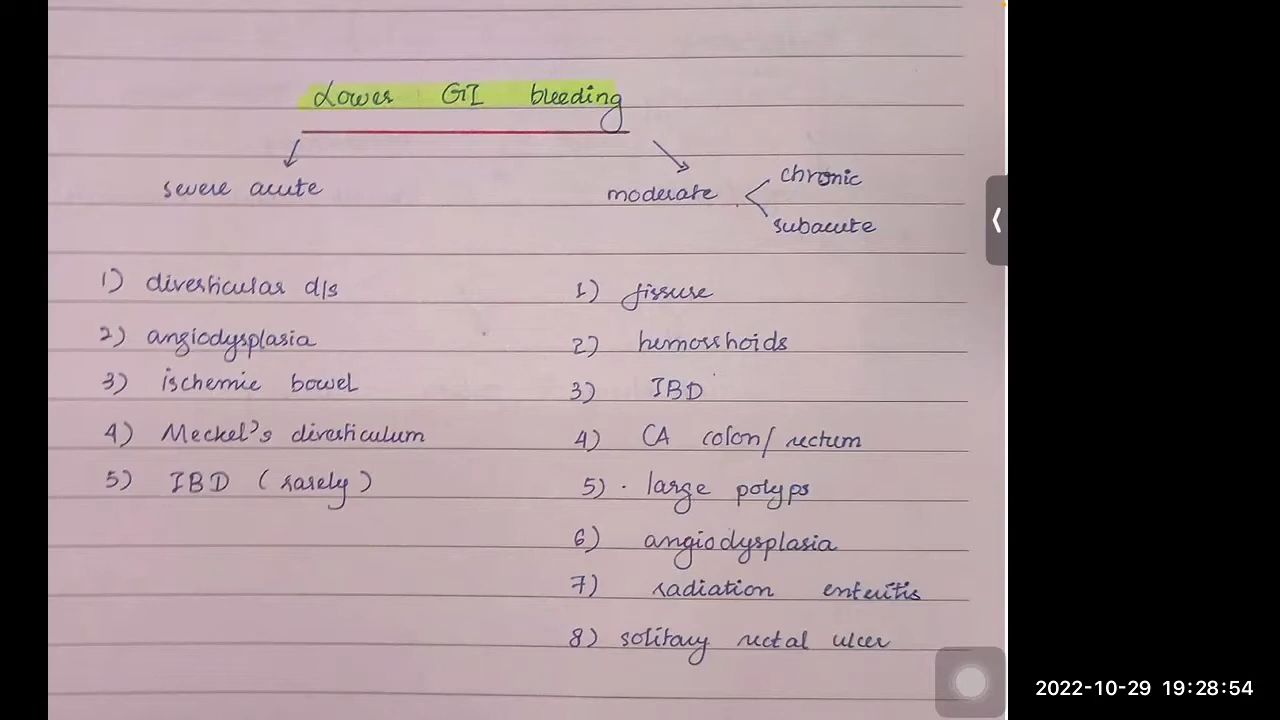 Lower GI bleeding
severe acute
moderate
chronic
subacute
1) diverticular d/s
2) angiodysplasia
3) ischemic bowel
4) Meckel's diverticulum
5) IBD (rarely)
1) fissure
2) hemorrhoids
3) IBD
4) CA colon/rectum
5) large polyps
6) angiodysplasia
7) radiation enteritis
8) solitary rectal ulcer
2022-10-29 19:28:54